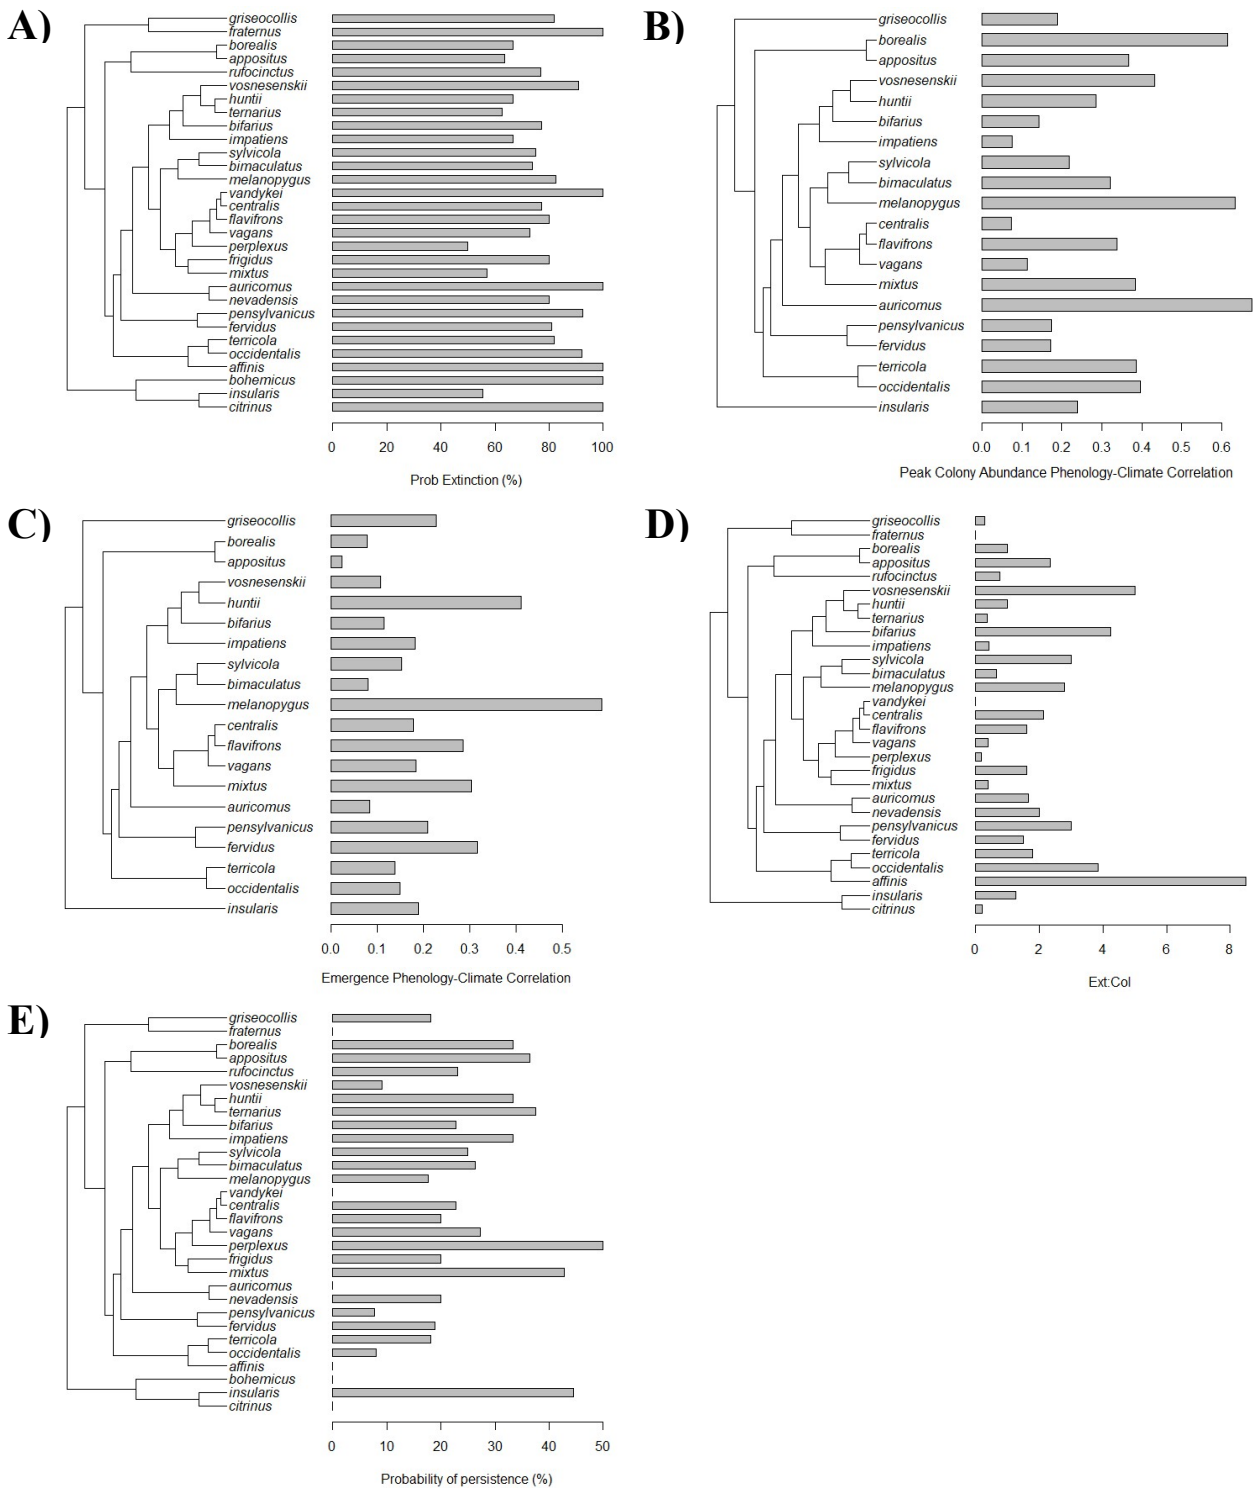 A)
griseocollis
fraternus
borealis
appositus
rufocinctus
vosnesenskii
huntii
ternarius
bifarius
impatiens
sylvicola
bimaculatus
melanopygus
vandykei
centralis
flavifrons
vagans
perplexus
frigidus
mixtus
auricomus
nevadensis
pensylvanicus
fervidus
terricola
occidentalis
affinis
bohemicus
insularis
citrinus
0 20 40 60 80 100
Prob Extinction (%)
B)
griseocollis
borealis
appositus
vosnesenskii
huntii
bifarius
impatiens
sylvicola
bimaculatus
melanopygus
centralis
flavifrons
vagans
mixtus
auricomus
pensylvanicus
fervidus
terricola
occidentalis
insularis
0.0 0.1 0.2 0.3 0.4 0.5 0.6
Peak Colony Abundance Phenology-Climate Correlation
C)
griseocollis
borealis
appositus
vosnesenskii
huntii
bifarius
impatiens
sylvicola
bimaculatus
melanopygus
centralis
flavifrons
vagans
mixtus
auricomus
pensylvanicus
fervidus
terricola
occidentalis
insularis
0.0 0.1 0.2 0.3 0.4 0.5
Emergence Phenology-Climate Correlation
D)
griseocollis
fraternus
borealis
appositus
rufocinctus
vosnesenskii
huntii
ternarius
bifarius
impatiens
sylvicola
bimaculatus
melanopygus
vandykei
centralis
flavifrons
vagans
perplexus
frigidus
mixtus
auricomus
nevadensis
pensylvanicus
fervidus
terricola
occidentalis
affinis
insularis
citrinus
0 2 4 6 8
Ext:Col
E)
griseocollis
fraternus
borealis
appositus
rufocinctus
vosnesenskii
huntii
ternarius
bifarius
impatiens
sylvicola
bimaculatus
melanopygus
vandykei
centralis
flavifrons
vagans
perplexus
frigidus
mixtus
auricomus
nevadensis
pensylvanicus
fervidus
terricola
occidentalis
affinis
bohemicus
insularis
citrinus
0 10 20 30 40 50
Probability of persistence (%)